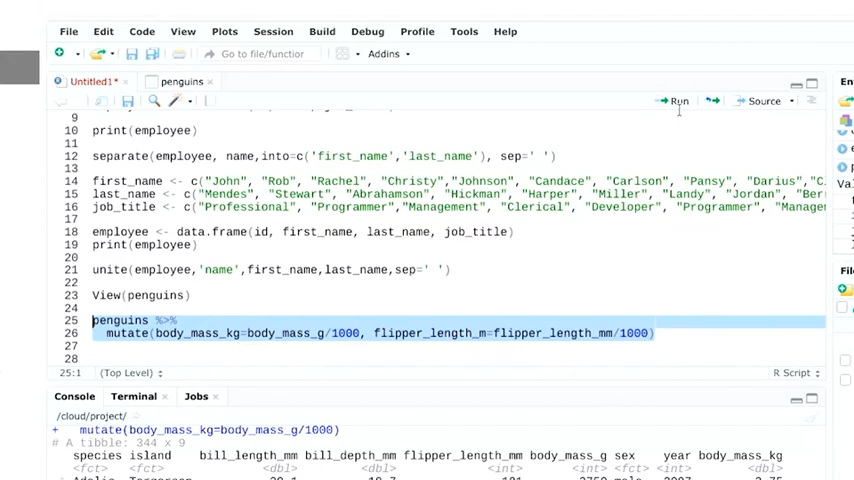 File Edit Code View Plots Session Build Debug Profile Tools Help
Go to file/function Addins
Untitled1* penguins
Run Source
9
10 print(employee)
11
12 separate(employee, name,into=c('first_name','last_name'), sep=' ')
13
14 first_name <- c("John", "Rob", "Rachel", "Christy","Johnson", "Candace", "Carlson", "Pansy", "Darius","C
15 last_name <- c("Mendes", "Stewart", "Abrahamson", "Hickman", "Harper", "Miller", "Landy", "Jordan", "Ber
16 job_title <- c("Professional", "Programmer","Management", "Clerical", "Developer", "Programmer", "Manage
17
18 employee <- data.frame(id, first_name, last_name, job_title)
19 print(employee)
20
21 unite(employee,'name',first_name,last_name,sep=' ')
22
23 View(penguins)
24
25 penguins %>%
26 mutate(body_mass_kg=body_mass_g/1000, flipper_length_m=flipper_length_mm/1000)
27
28
25:1 (Top Level) R Script
Console Terminal Jobs
/cloud/project/
+ mutate(body_mass_kg=body_mass_g/1000)
# A tibble: 344 x 9
species island bill_length_mm bill_depth_mm flipper_length_mm body_mass_g sex year body_mass_kg
<fct> <fct> <dbl> <dbl> <int> <int> <fct> <int> <dbl>
En
Val
File